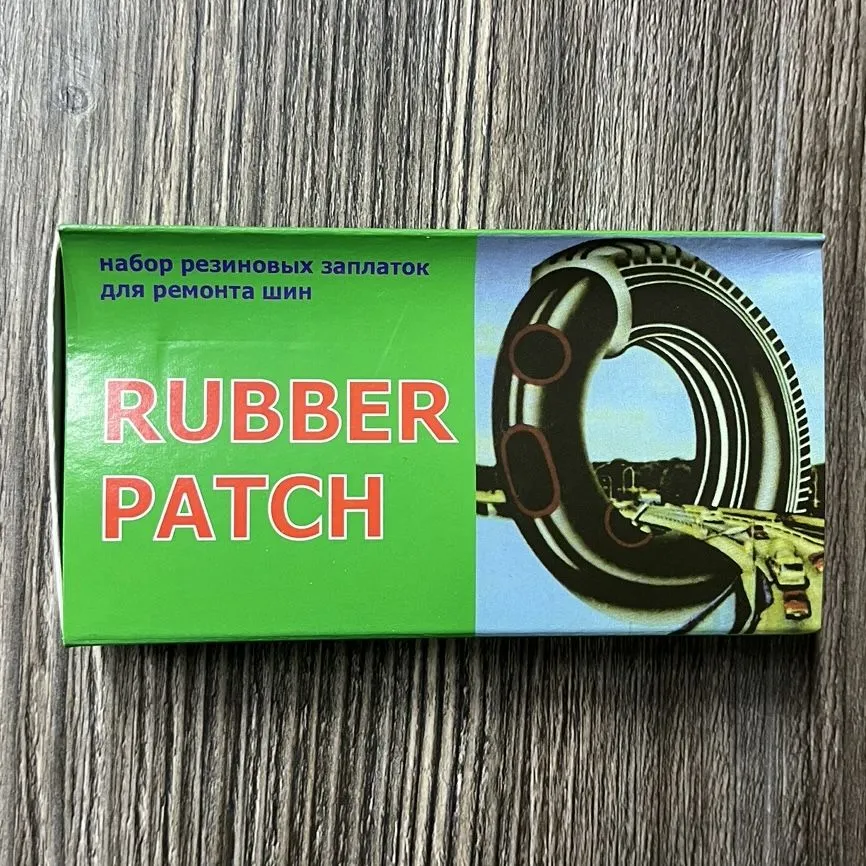 набор резиновых заплаток
для ремонта шин
RUBBER
PATCH